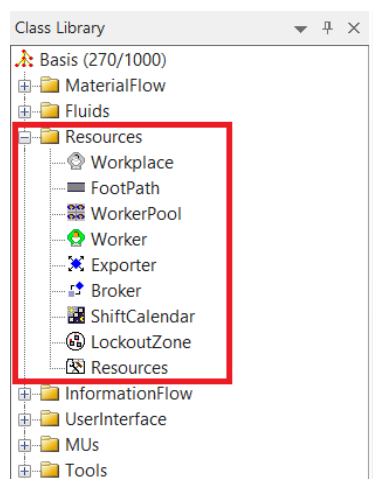 Class Library
Basis (270/1000)
MaterialFlow
Fluids
Resources
Workplace
FootPath
WorkerPool
Worker
Exporter
Broker
ShiftCalendar
LockoutZone
Resources
InformationFlow
UserInterface
MUs
Tools